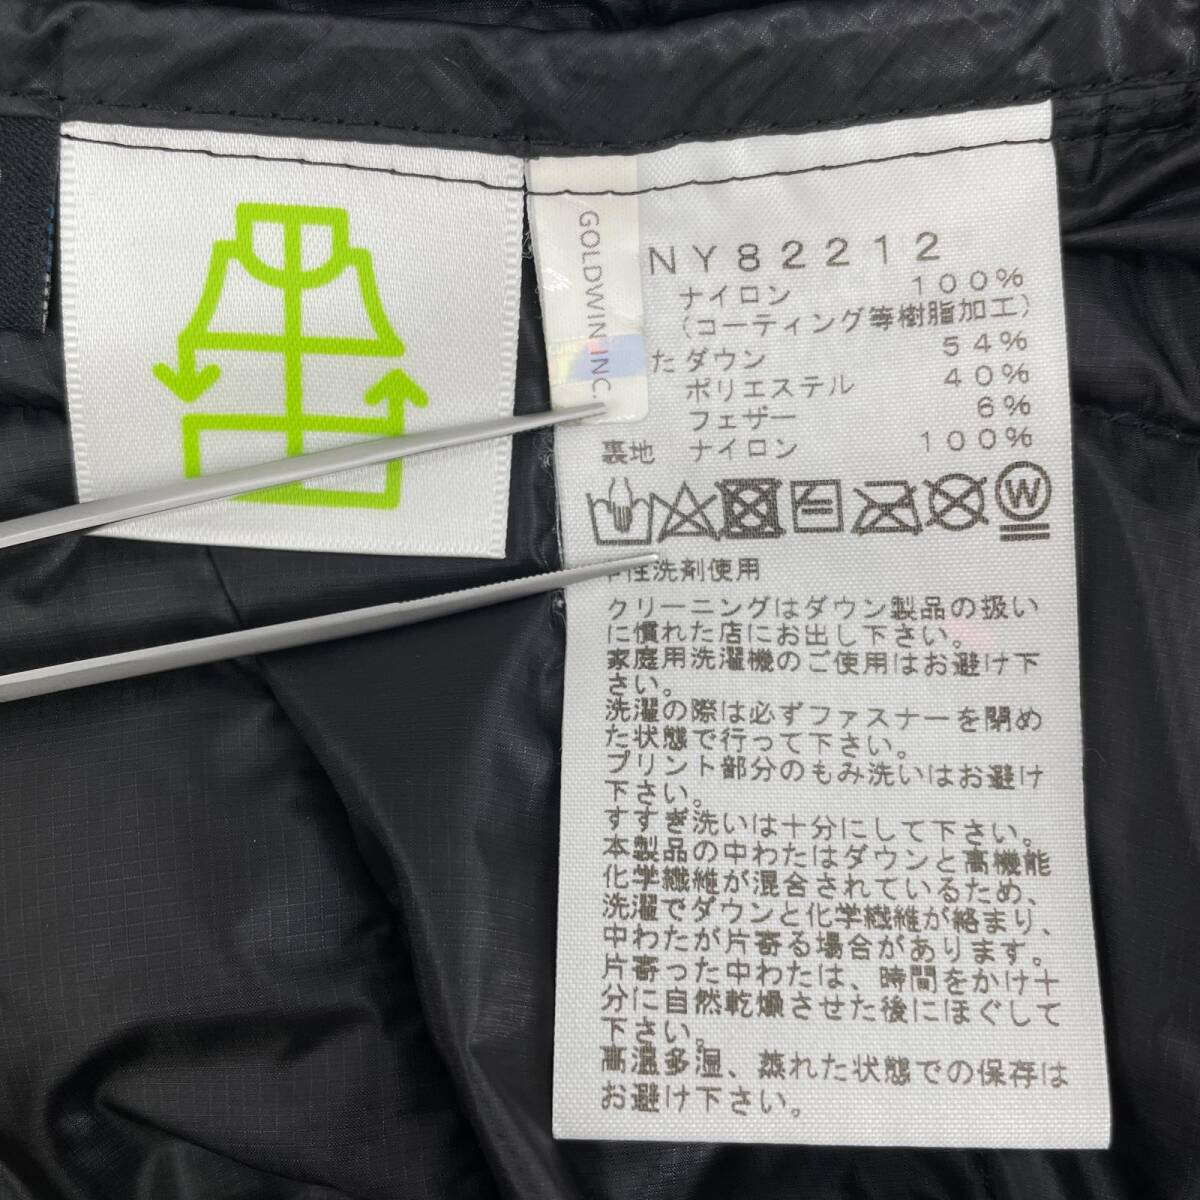 GOLDWIN INC.
NY82212
ナイロン 100%
(コーティング等樹脂加工)
た ダウン 54%
ポリエステル 40%
フェザー 6%
裏地 ナイロン 100%
W
性洗剤使用
クリーニングはダウン製品の扱い
に慣れた店にお出し下さい。
家庭用洗濯機のご使用はお避け下
さい。
洗濯の際は必ずファスナーを閉め
た状態で行って下さい。
プリント部分のもみ洗いはお避け
下さい。
すすぎ洗いは十分にして下さい。
本製品の中わたはダウンと高機能
化学繊維が混合されているため、
洗濯でダウンと化学繊維が絡まり、
中わたが片寄る場合があります。
片寄った中わたは、時間をかけ十
分に自然乾燥させた後にほぐして
下さい。
高温多湿、蒸れた状態での保存は
お避け下さい。